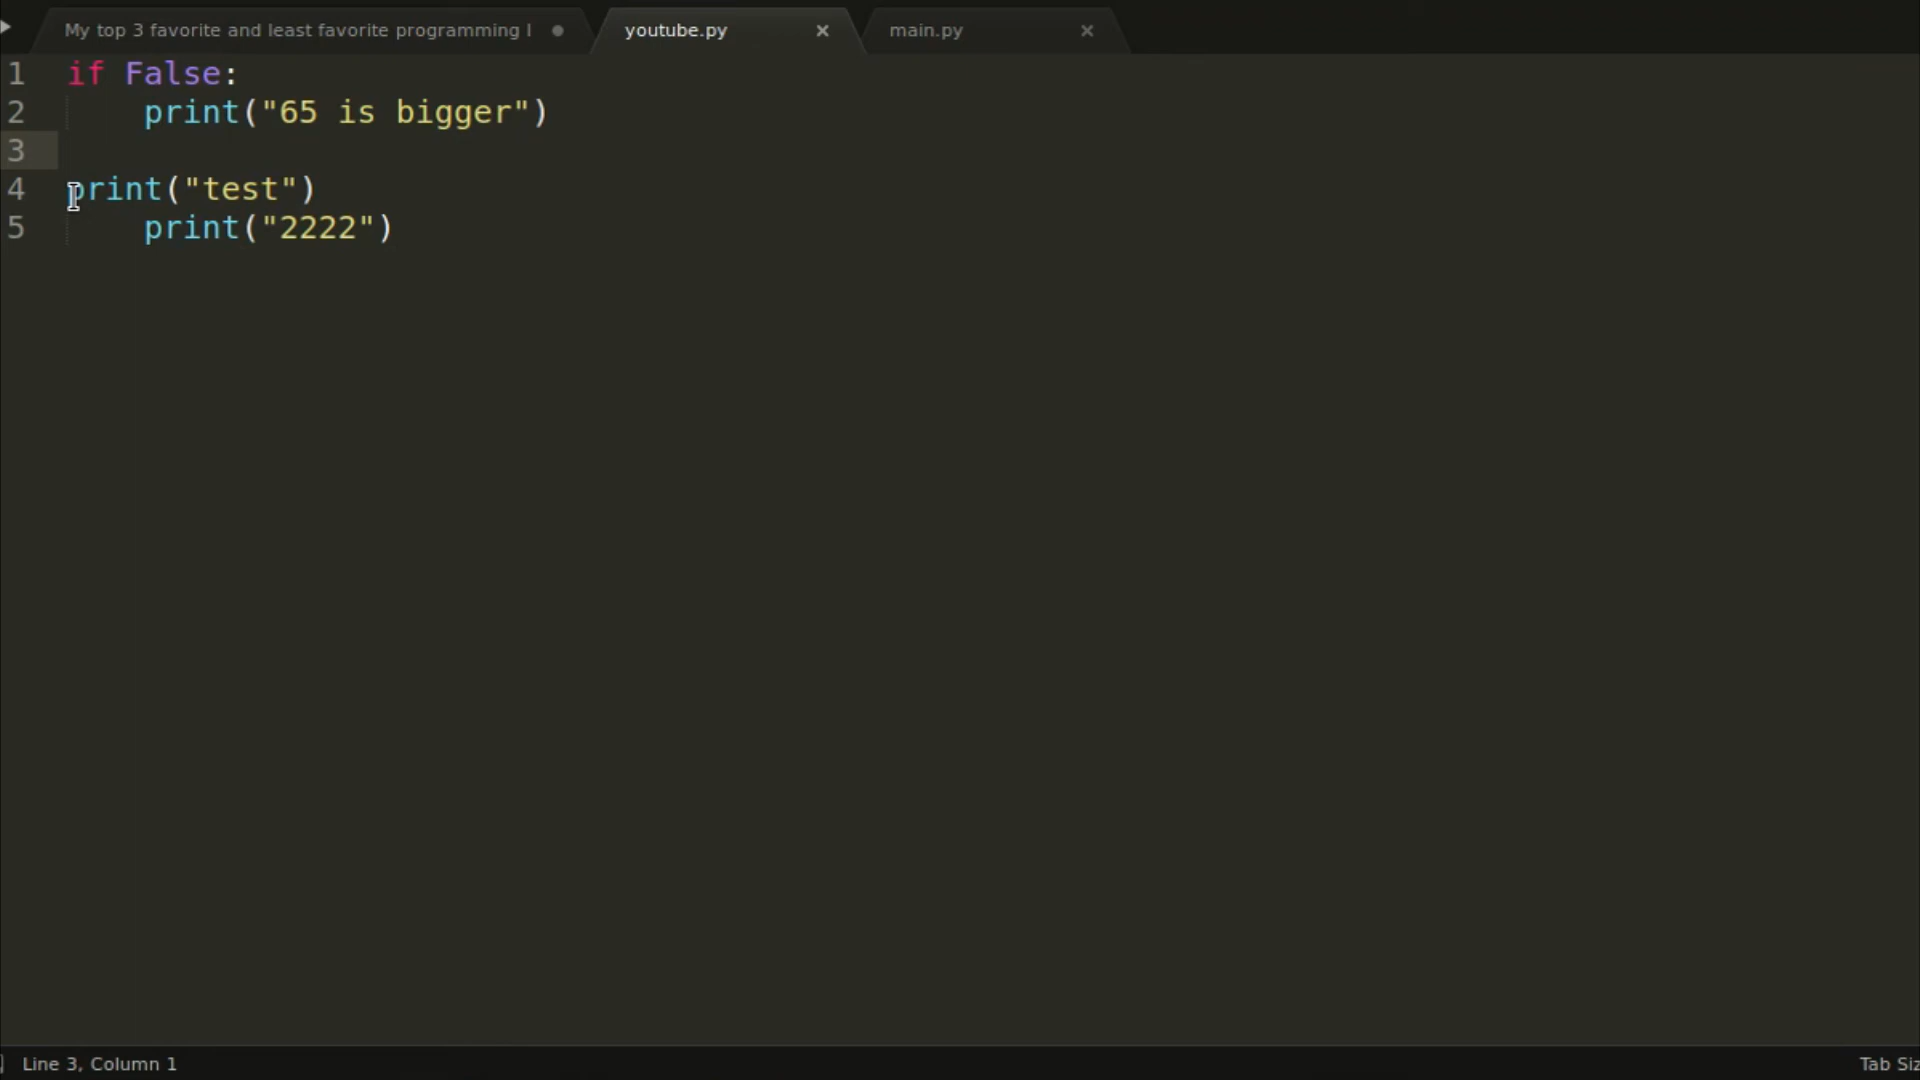 My top 3 favorite and least favorite programming l
youtube.py
main.py
1 if False:
2     print("65 is bigger")
3
4 print("test")
5     print("2222")
Line 3, Column 1
Tab Siz